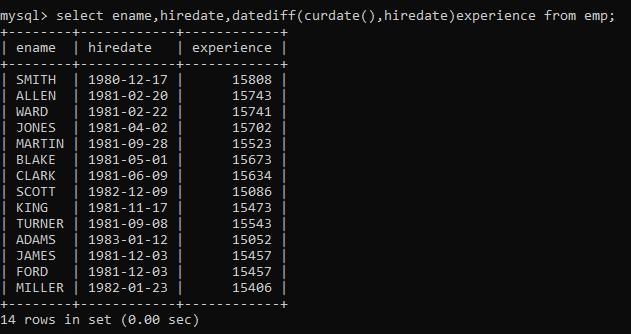 mysql> select ename,hiredate,datediff(curdate(),hiredate)experience from emp;
+--------+------------+------------+
| ename  | hiredate   | experience |
+--------+------------+------------+
| SMITH  | 1980-12-17 |      15808 |
| ALLEN  | 1981-02-20 |      15743 |
| WARD   | 1981-02-22 |      15741 |
| JONES  | 1981-04-02 |      15702 |
| MARTIN | 1981-09-28 |      15523 |
| BLAKE  | 1981-05-01 |      15673 |
| CLARK  | 1981-06-09 |      15634 |
| SCOTT  | 1982-12-09 |      15086 |
| KING   | 1981-11-17 |      15473 |
| TURNER | 1981-09-08 |      15543 |
| ADAMS  | 1983-01-12 |      15052 |
| JAMES  | 1981-12-03 |      15457 |
| FORD   | 1981-12-03 |      15457 |
| MILLER | 1982-01-23 |      15406 |
+--------+------------+------------+
14 rows in set (0.00 sec)